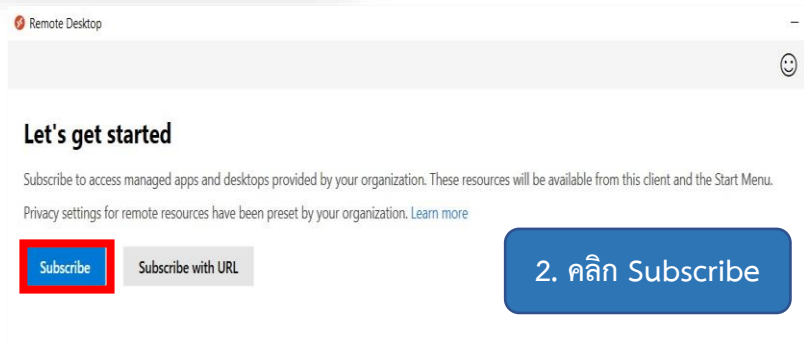 Remote Desktop
Let's get started
Subscribe to access managed apps and desktops provided by your organization. These resources will be available from this client and the Start Menu.
Privacy settings for remote resources have been preset by your organization. Learn more
Subscribe
Subscribe with URL
2. คลิก Subscribe